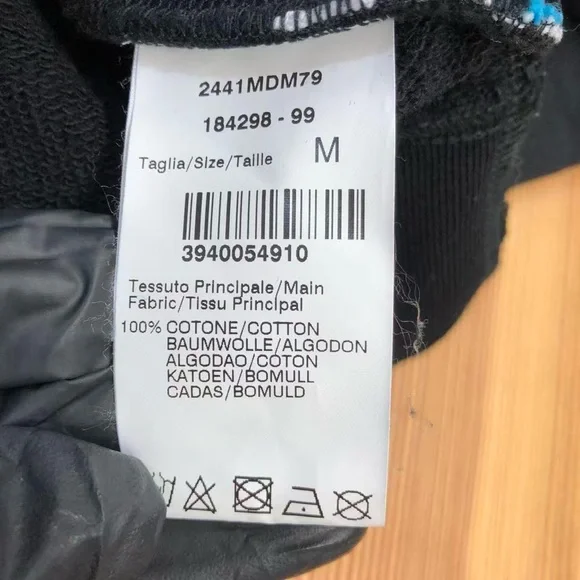 2441MDM79
184298 - 99
Taglia/Size/Taille M
3940054910
Tessuto Principale/Main
Fabric/Tissu Principal
100% COTONE/COTTON
BAUMWOLLE/ALGODON
ALGODAO/COTON
KATOEN/BOMULL
CADAS/BOMULD